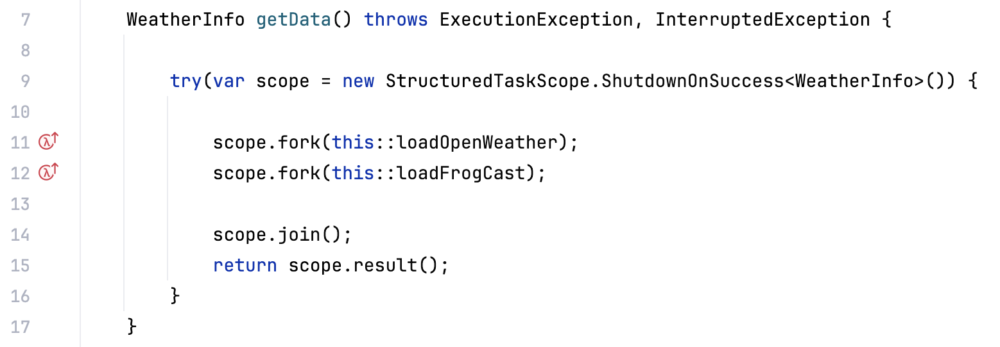 7 WeatherInfo getData() throws ExecutionException, InterruptedException {
8
9 try(var scope = new StructuredTaskScope.ShutdownOnSuccess<WeatherInfo>()) {
10
11 λ↑ scope.fork(this::loadOpenWeather);
12 λ↑ scope.fork(this::loadFrogCast);
13
14 scope.join();
15 return scope.result();
16 }
17 }